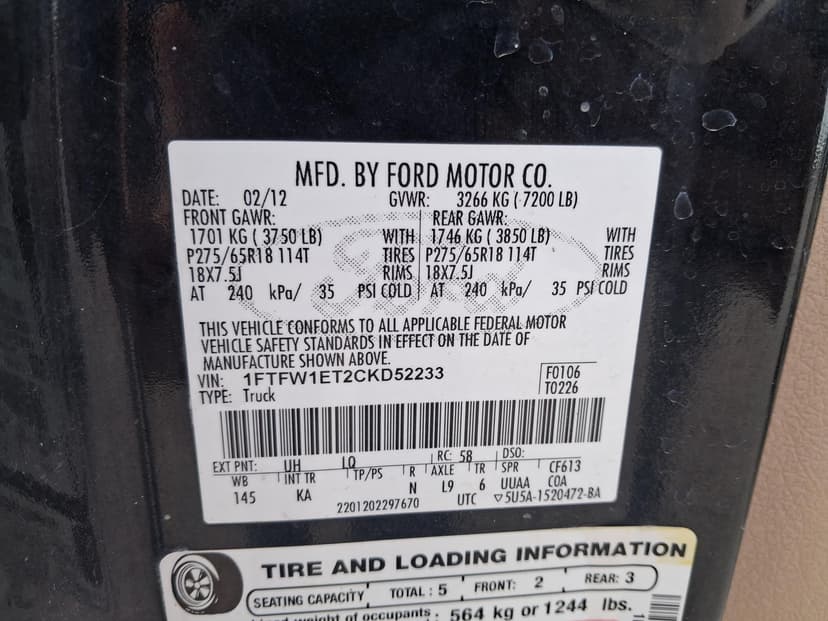 MFD. BY FORD MOTOR CO.
DATE: 02/12 GVWR: 3266 KG ( 7200 LB)
FRONT GAWR: REAR GAWR:
1701 KG ( 3750 LB) WITH 1746 KG ( 3850 LB) WITH
P275/65R18 114T TIRES P275/65R18 114T TIRES
18X7.5J RIMS 18X7.5J RIMS
AT 240 kPa/ 35 PSI COLD AT 240 kPa/ 35 PSI COLD
THIS VEHICLE CONFORMS TO ALL APPLICABLE FEDERAL MOTOR
VEHICLE SAFETY STANDARDS IN EFFECT ON THE DATE OF
MANUFACTURE SHOWN ABOVE.
VIN: 1FTFW1ET2CKD52233 F0106
TYPE: Truck T0226
EXT PNT: UH LQ RC: 58 DSO:
WB INT TR TP/PS R AXLE TR SPR CF613
145 KA N L9 6 UUAA COA
2201202297670 UTC ▽5U5A-1520472-BA
TIRE AND LOADING INFORMATION
SEATING CAPACITY TOTAL : 5 FRONT: 2 REAR: 3
weight of occupants 564 kg or 1244 lbs.